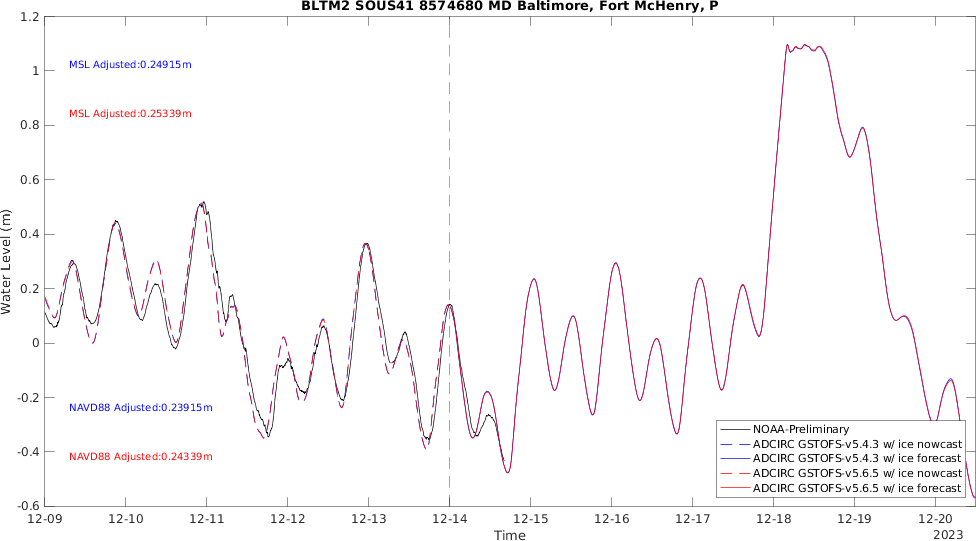 BLTM2 SOUS41 8574680 MD Baltimore, Fort McHenry, P
1.2
1
0.8
0.6
0.4
0.2
0
-0.2
-0.4
-0.6
Water Level (m)
MSL Adjusted:0.24915m
MSL Adjusted:0.25339m
NAVD88 Adjusted:0.23915m
NAVD88 Adjusted:0.24339m
NOAA-Preliminary
ADCIRC GSTOFS-v5.4.3 w/ ice nowcast
ADCIRC GSTOFS-v5.4.3 w/ ice forecast
ADCIRC GSTOFS-v5.6.5 w/ ice nowcast
ADCIRC GSTOFS-v5.6.5 w/ ice forecast
12-09 12-10 12-11 12-12 12-13 12-14 12-15 12-16 12-17 12-18 12-19 12-20
2023
Time